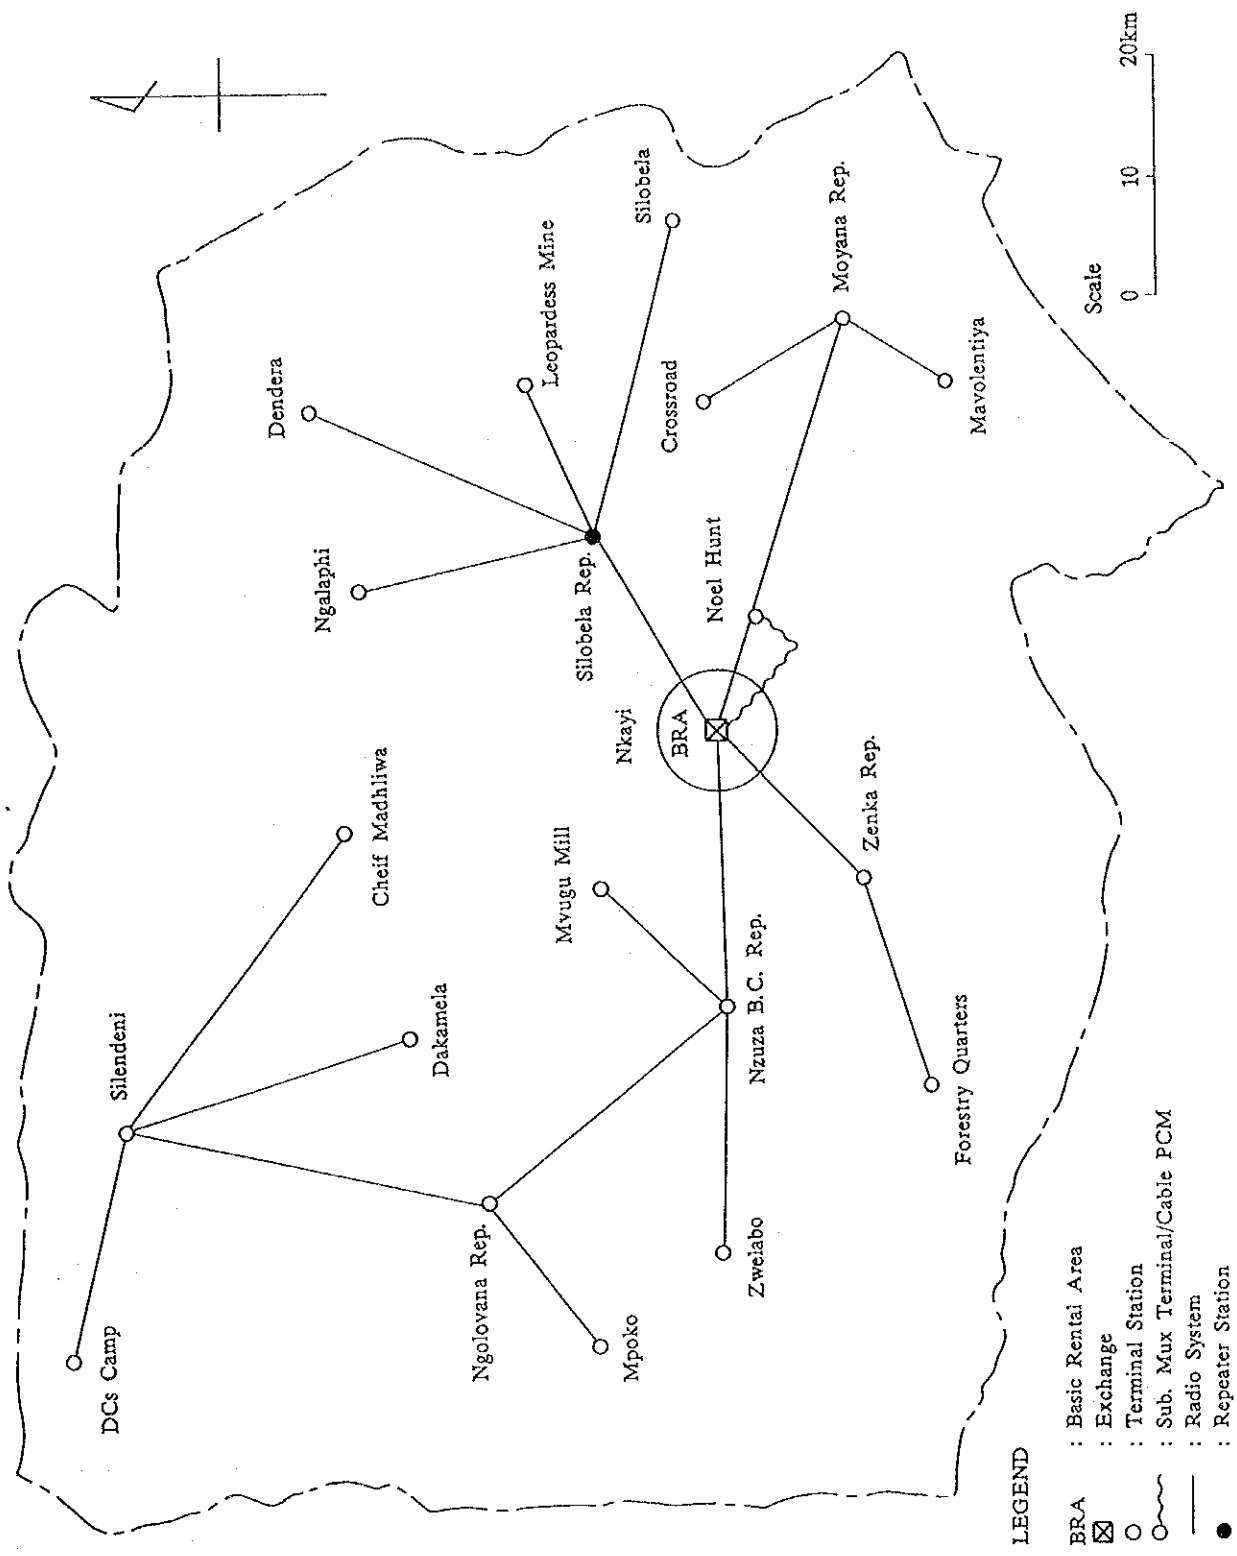 DCs Camp
Silendeni
Cheif Madhliwa
Dakamela
Ngolovana Rep.
Mpoko
Mvugu Mill
Nzuza B.C. Rep.
Zwelabo
Forestry Quarters
Zenka Rep.
Nkayi
BRA
Noel Hunt
Silobela Rep.
Ngalaphi
Dendera
Leopardess Mine
Silobela
Crossroad
Moyana Rep.
Mavolentiya
Scale
0 10 20km
LEGEND
BRA : Basic Rental Area
: Exchange
: Terminal Station
: Sub. Mux Terminal/Cable PCM
: Radio System
: Repeater Station